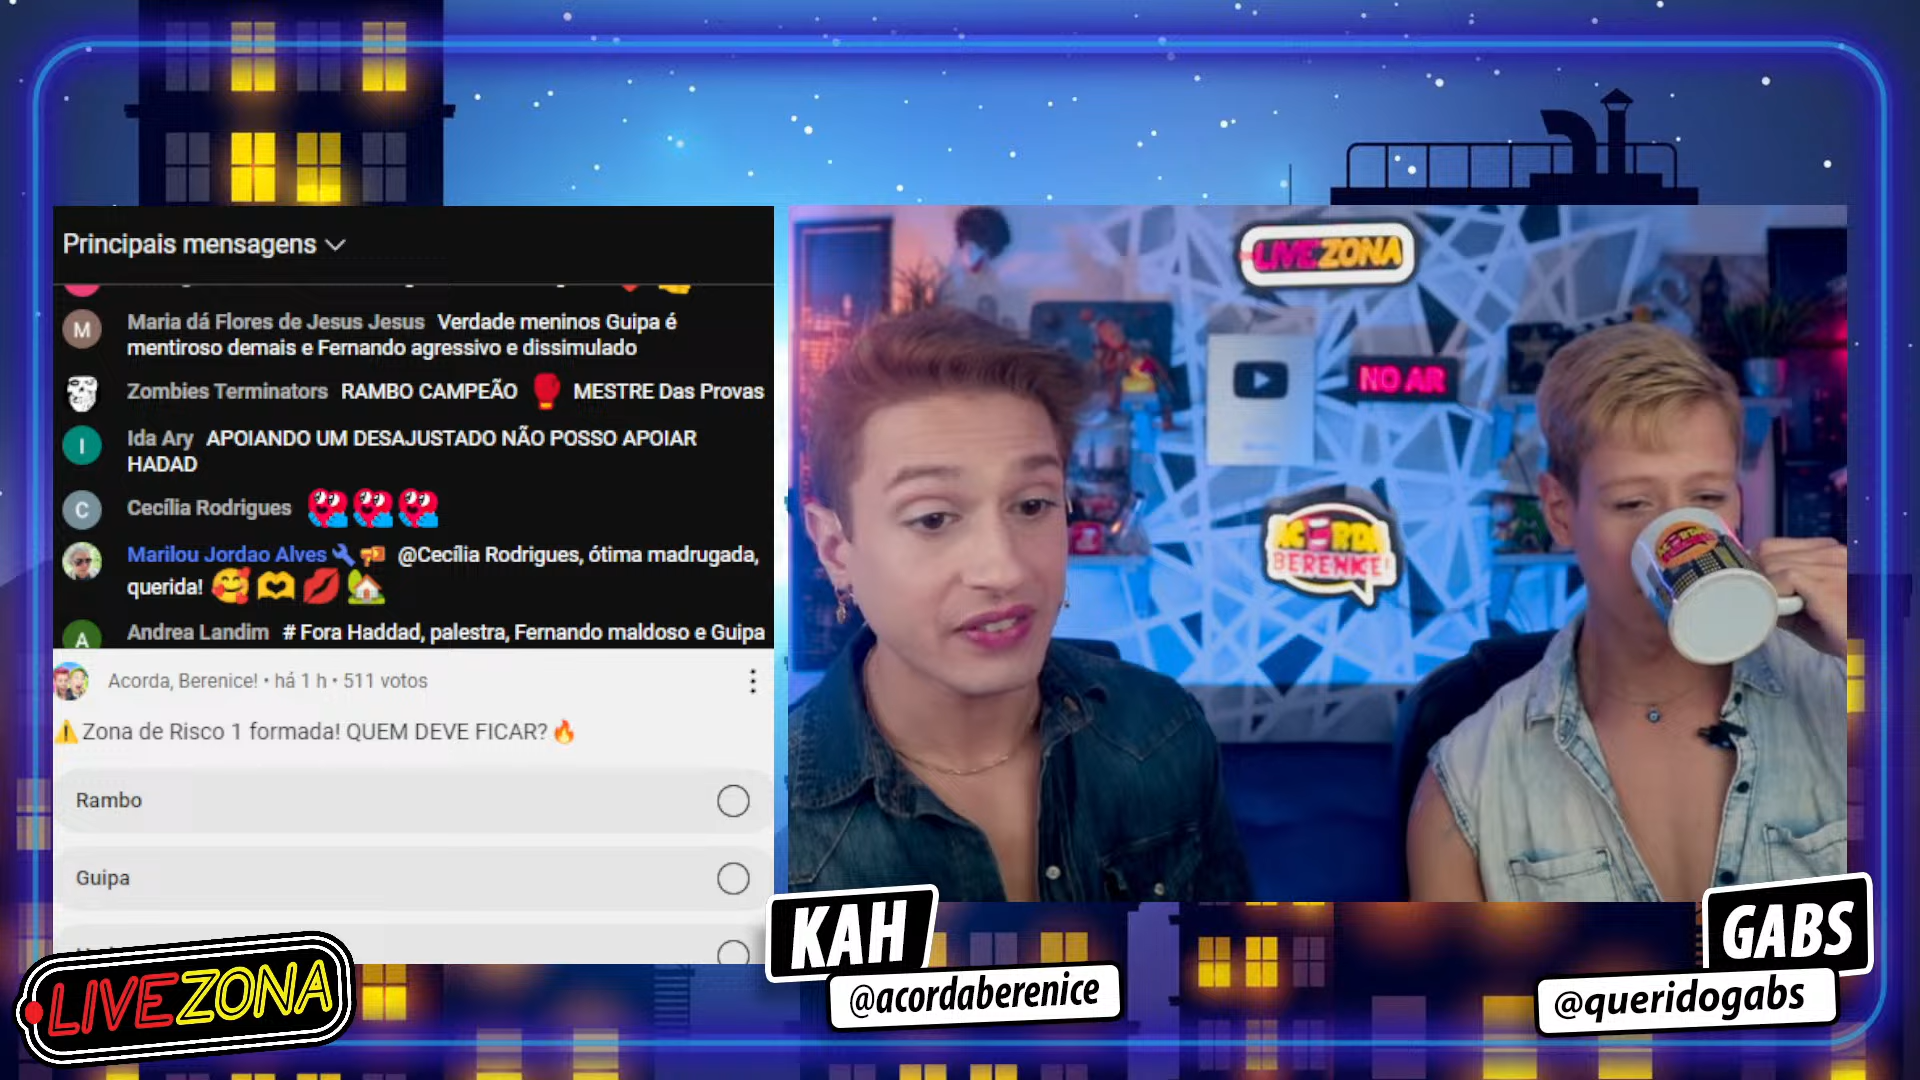 Principais mensagens
Maria dá Flores de Jesus Jesus Verdade meninos Guipa é
mentiroso demais e Fernando agressivo e dissimulado
Zombies Terminators RAMBO CAMPEÃO 🥊 MESTRE Das Provas
Ida Ary APOIANDO UM DESAJUSTADO NÃO POSSO APOIAR
HADAD
Cecília Rodrigues
Marilou Jordao Alves @Cecília Rodrigues, ótima madrugada,
querida! 🥰🫶💋🏡
Andrea Landim # Fora Haddad, palestra, Fernando maldoso e Guipa
M
I
C
A
Acorda, Berenice! • há 1 h • 511 votos
⚠️ Zona de Risco 1 formada! QUEM DEVE FICAR? 🔥
Rambo
Guipa
LIVEZONA
LIVEZONA
NO AR
ACORDA
BERENICE!
KAH
@acordaberenice
GABS
@queridogabs